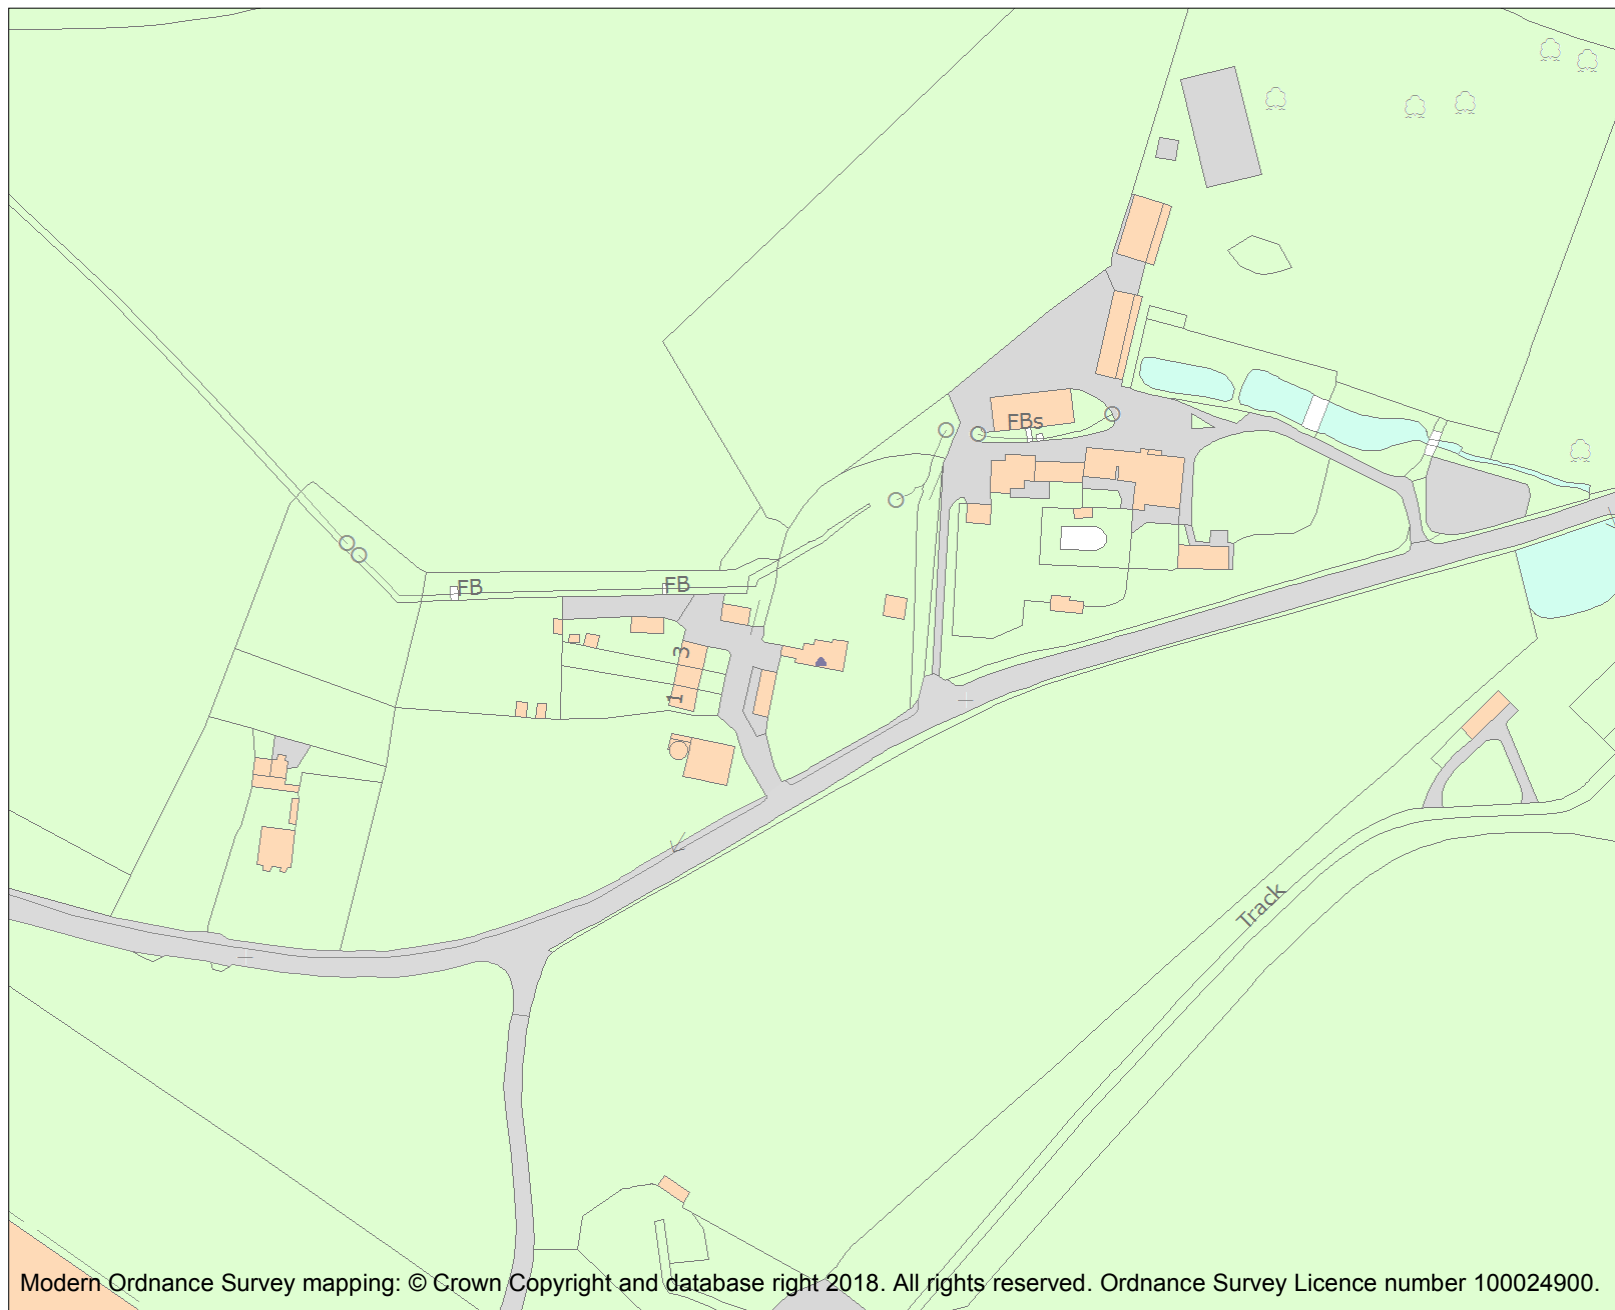 FBs
FB
FB
3
1
Track
Modern Ordnance Survey mapping: © Crown Copyright and database right 2018. All rights reserved. Ordnance Survey Licence number 100024900.